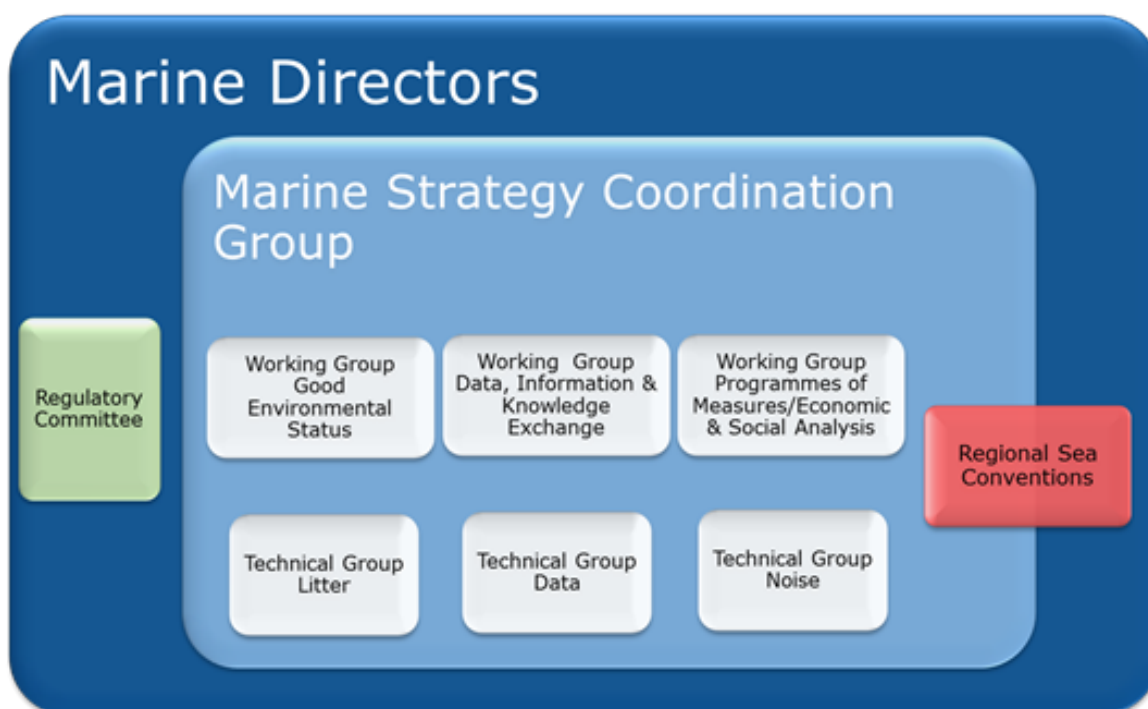 Marine Directors
Marine Strategy Coordination
Group
Regulatory
Committee
Working Group
Good
Environmental
Status
Working Group
Data, Information &
Knowledge
Exchange
Working Group
Programmes of
Measures/Economic
& Social Analysis
Regional Sea
Conventions
Technical Group
Litter
Technical Group
Data
Technical Group
Noise